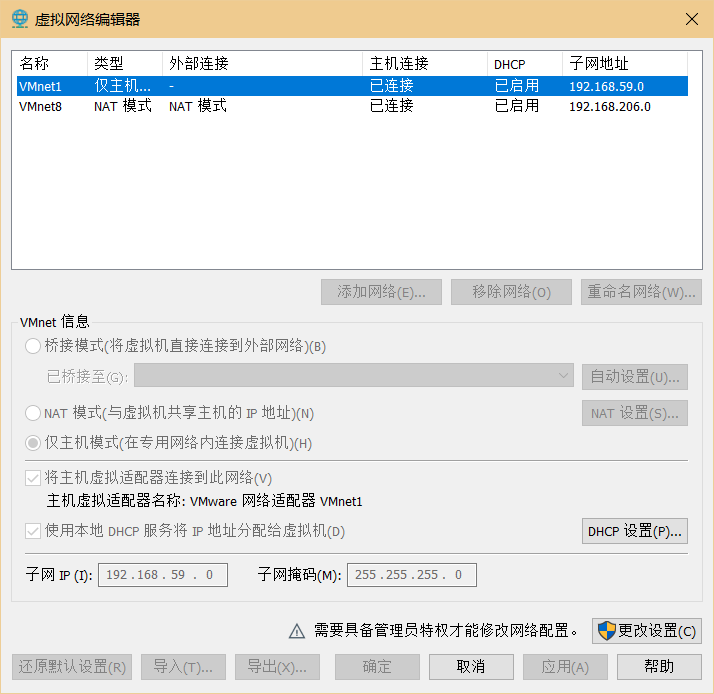 虚拟网络编辑器
名称 类型 外部连接 主机连接 DHCP 子网地址
VMnet1 仅主机... - 已连接 已启用 192.168.59.0
VMnet8 NAT 模式 NAT 模式 已连接 已启用 192.168.206.0
添加网络(E)... 移除网络(O) 重命名网络(W)...
VMnet 信息
桥接模式(将虚拟机直接连接到外部网络)(B)
已桥接至(G): 自动设置(U)...
NAT 模式(与虚拟机共享主机的 IP 地址)(N) NAT 设置(S)...
仅主机模式(在专用网络内连接虚拟机)(H)
将主机虚拟适配器连接到此网络(V)
主机虚拟适配器名称: VMware 网络适配器 VMnet1
使用本地 DHCP 服务将 IP 地址分配给虚拟机(D) DHCP 设置(P)...
子网 IP (I): 192.168 . 59 . 0 子网掩码(M): 255.255.255. 0
需要具备管理员特权才能修改网络配置。 更改设置(C)
还原默认设置(R) 导入(T)... 导出(X)... 确定 取消 应用(A) 帮助